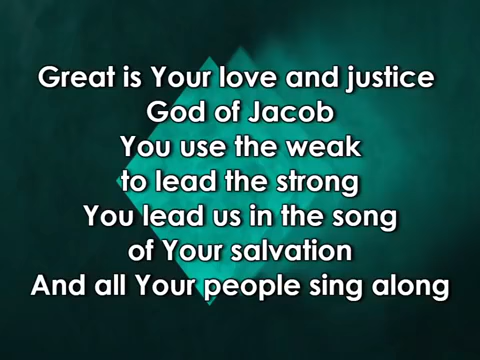 Great is Your love and justice
God of Jacob
You use the weak
to lead the strong
You lead us in the song
of Your salvation
And all Your people sing along